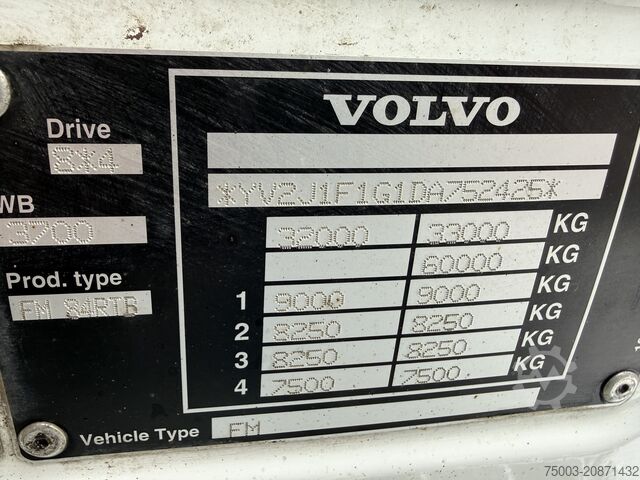 VOLVO
Drive
8X4
*YV2J1F1G1DA752425*
WB
3700
32000 33000 KG
60000 KG
Prod. type
FM 84RTB
1 9000 9000 KG
2 8250 8250 KG
3 8250 8250 KG
4 7500 7500 KG
Vehicle Type FM
75003-20871432